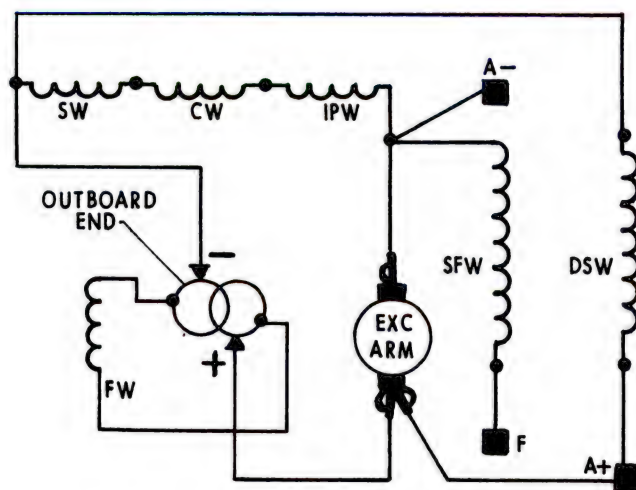 A-
SW
CW
IPW
OUTBOARD
END
-
SFW
DSW
EXC
ARM
+
FW
F
A+